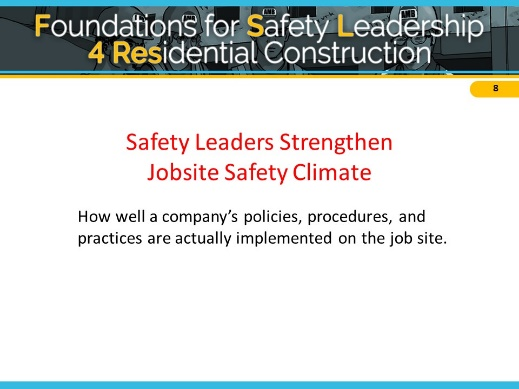 Foundations for Safety Leadership
4 Residential Construction
8
Safety Leaders Strengthen
Jobsite Safety Climate
How well a company’s policies, procedures, and
practices are actually implemented on the job site.